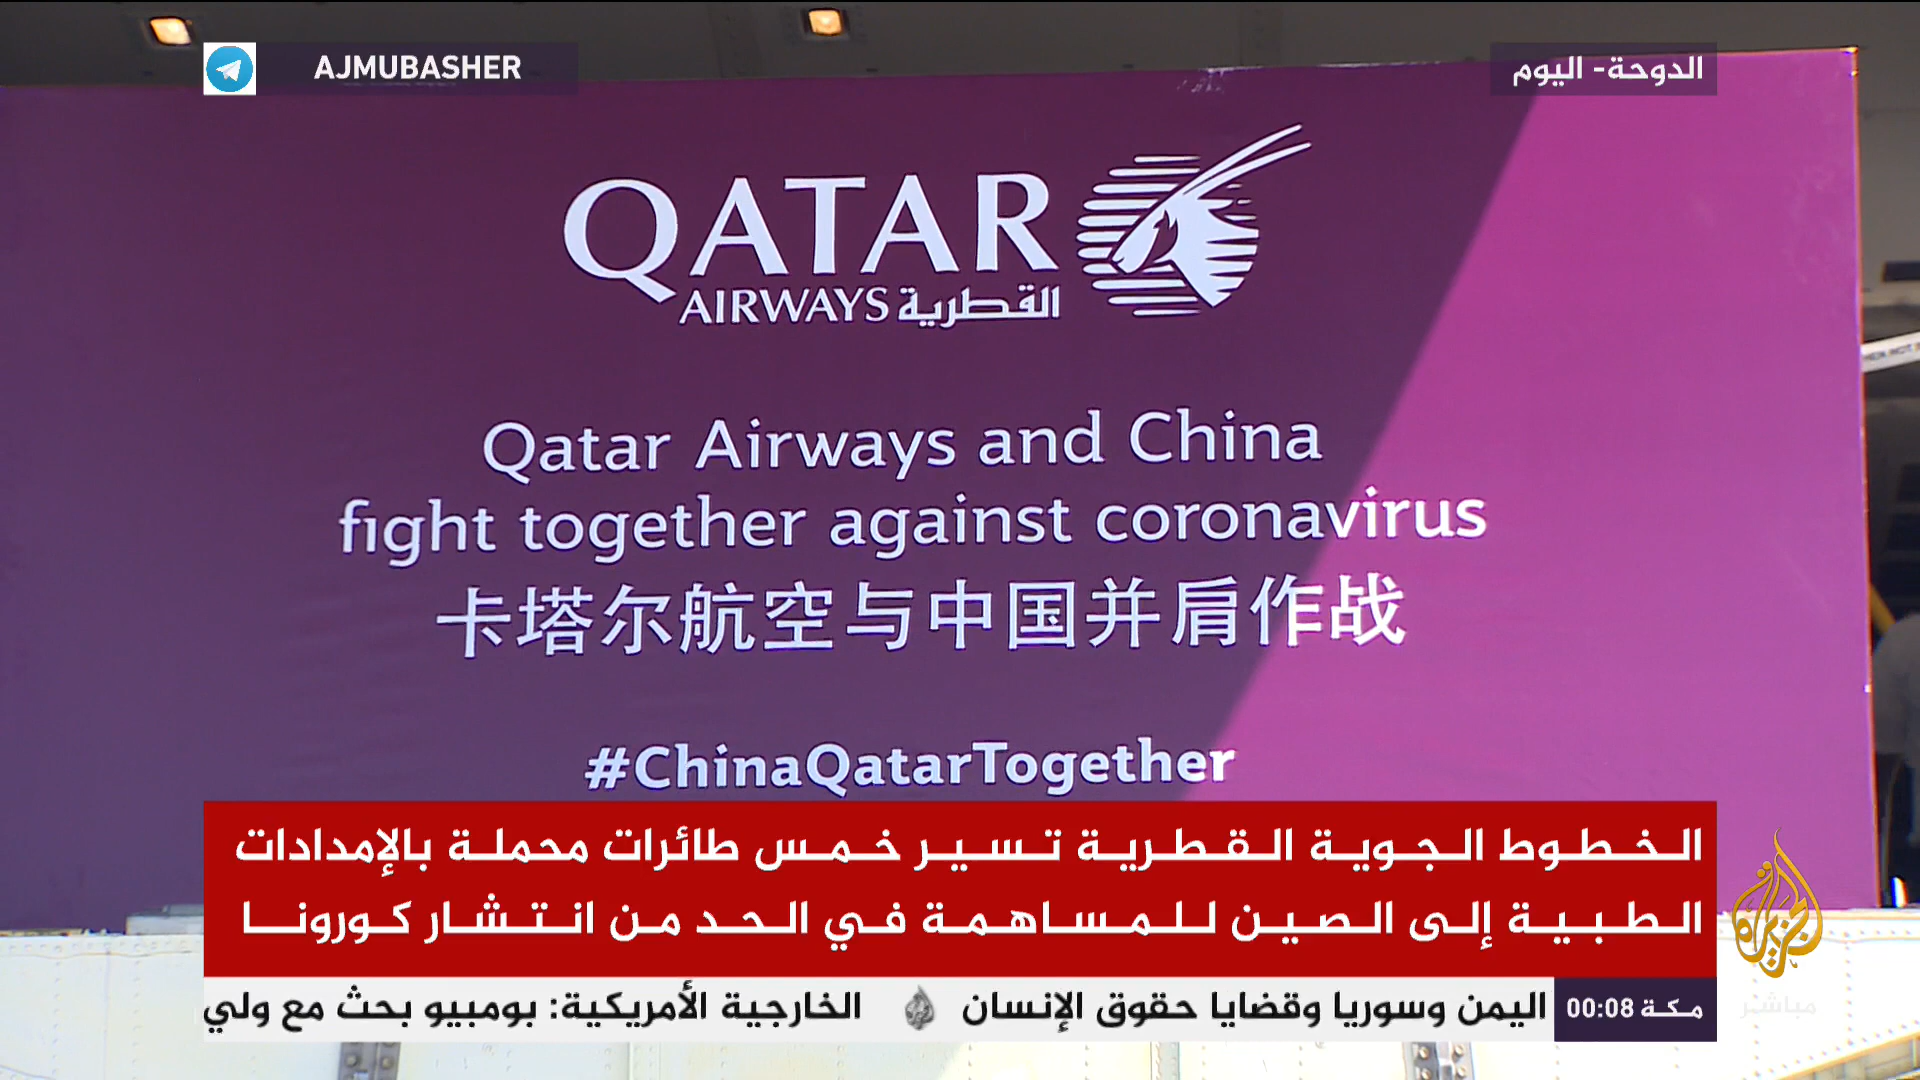 AJMUBASHER
الدوحة- اليوم
QATAR
AIRWAYS القطرية
Qatar Airways and China
fight together against coronavirus
卡塔尔航空与中国并肩作战
#ChinaQatarTogether
الخطوط الجوية القطرية تسير خمس طائرات محملة بالإمدادات
الطبية إلى الصين للمساهمة في الحد من انتشار كورونا
الجزيرة
مباشر
مكة 00:08
اليمن وسوريا وقضايا حقوق الإنسان
الخارجية الأمريكية: بومبيو بحث مع ولي